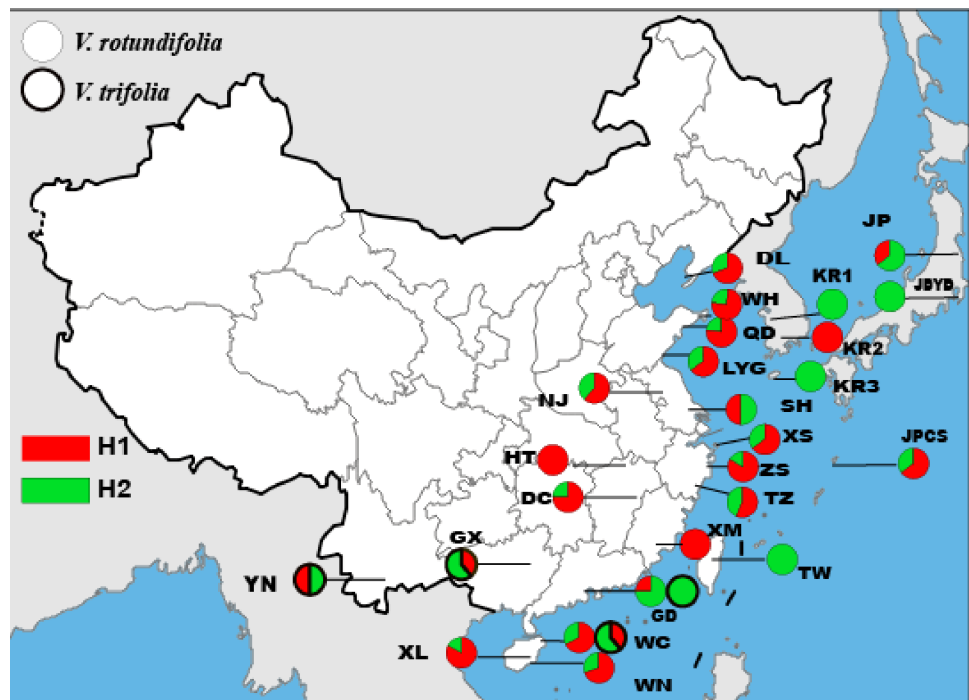 V. rotundifolia
V. trifolia
JP
DL
KR1
JBYD
WH
QD
KR2
LYG
KR3
NJ
SH
H1
XS
JPCS
HT
ZS
H2
DC
TZ
XM
GX
YN
TW
GD
WC
XL
WN